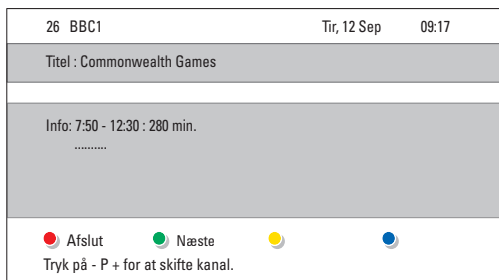 26 BBC1 Tir, 12 Sep 09:17
Titel : Commonwealth Games
Info: 7:50 - 12:30 : 280 min.
..........
Afslut Næste
Tryk på - P + for at skifte kanal.